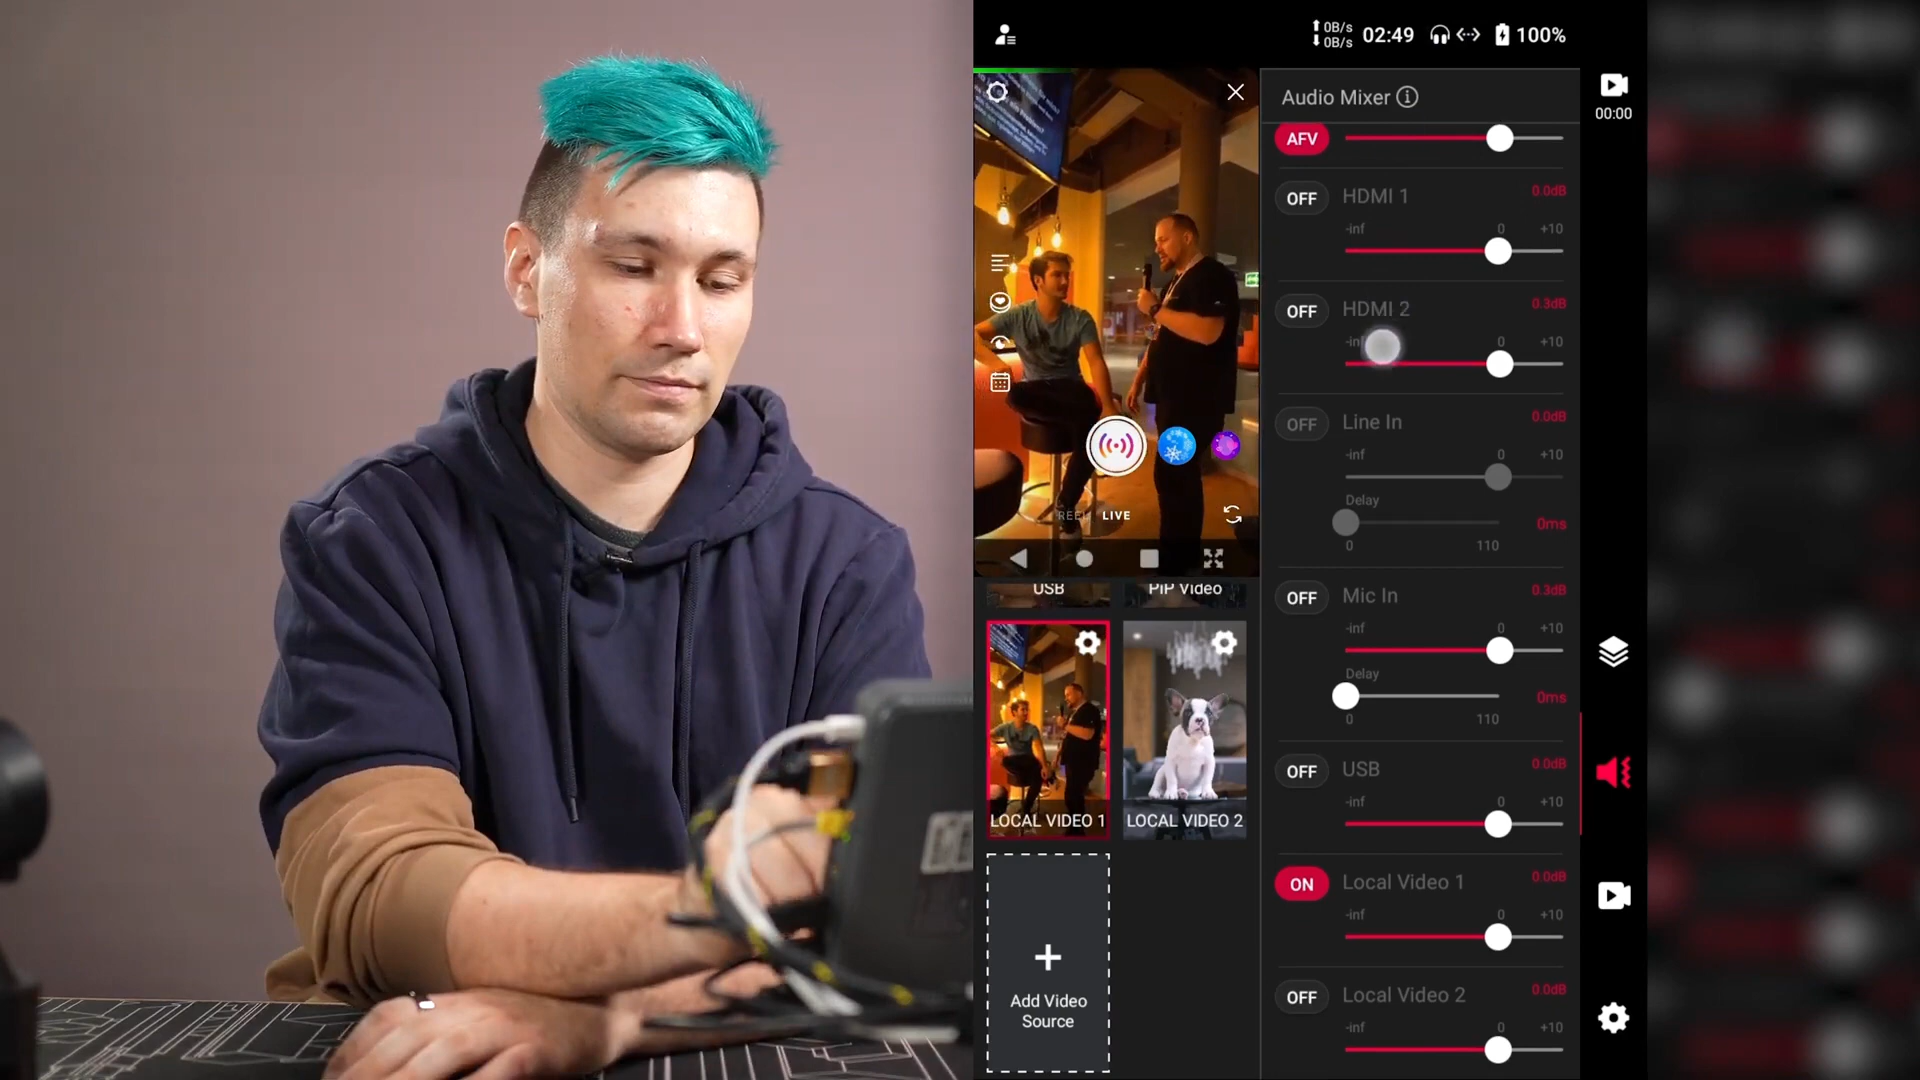 0B/s
0B/s
02:49
100%
00:00
Audio Mixer
AFV
OFF
HDMI 1
0.0dB
-inf
0
+10
OFF
HDMI 2
0.3dB
0
+10
OFF
Line In
0.0dB
-inf
0
+10
Delay
0ms
0
110
OFF
Mic In
0.3dB
-inf
0
+10
Delay
0ms
0
110
OFF
USB
0.0dB
-inf
0
+10
ON
Local Video 1
0.0dB
-inf
0
+10
OFF
Local Video 2
0.0dB
-inf
0
+10
LIVE
USB
PiP Video
LOCAL VIDEO 1
LOCAL VIDEO 2
Add Video
Source